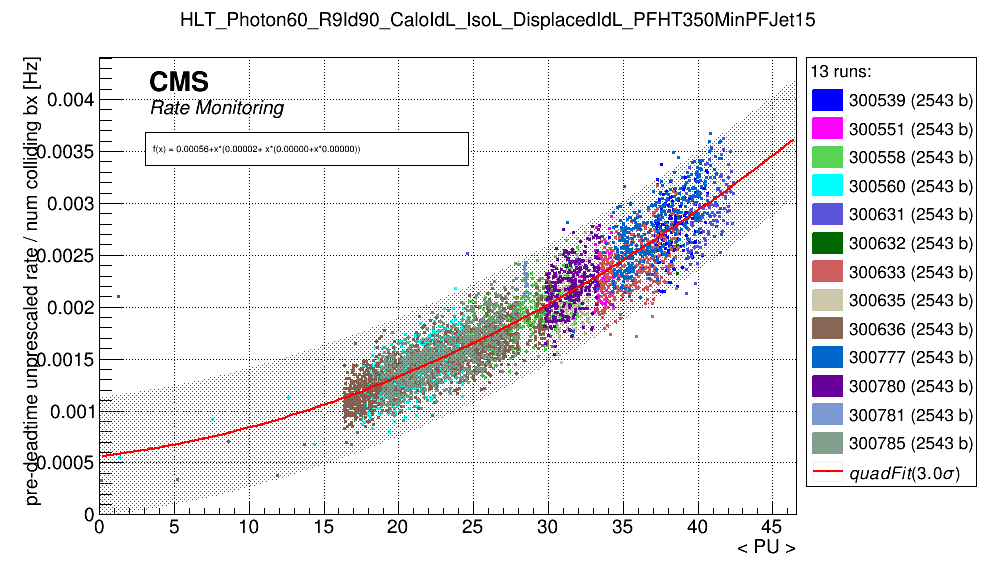 HLT_Photon60_R9Id90_CaloIdL_IsoL_DisplacedIdL_PFHT350MinPFJet15
pre-deadtime unprescaled rate / num colliding bx [Hz]
CMS
Rate Monitoring
f(x) = 0.00056+x*(0.00002+ x*(0.00000+x*0.00000))
0.004
0.0035
0.003
0.0025
0.002
0.0015
0.001
0.0005
0
0 5 10 15 20 25 30 35 40 45
< PU >
13 runs:
300539 (2543 b)
300551 (2543 b)
300558 (2543 b)
300560 (2543 b)
300631 (2543 b)
300632 (2543 b)
300633 (2543 b)
300635 (2543 b)
300636 (2543 b)
300777 (2543 b)
300780 (2543 b)
300781 (2543 b)
300785 (2543 b)
quadFit(3.0σ)